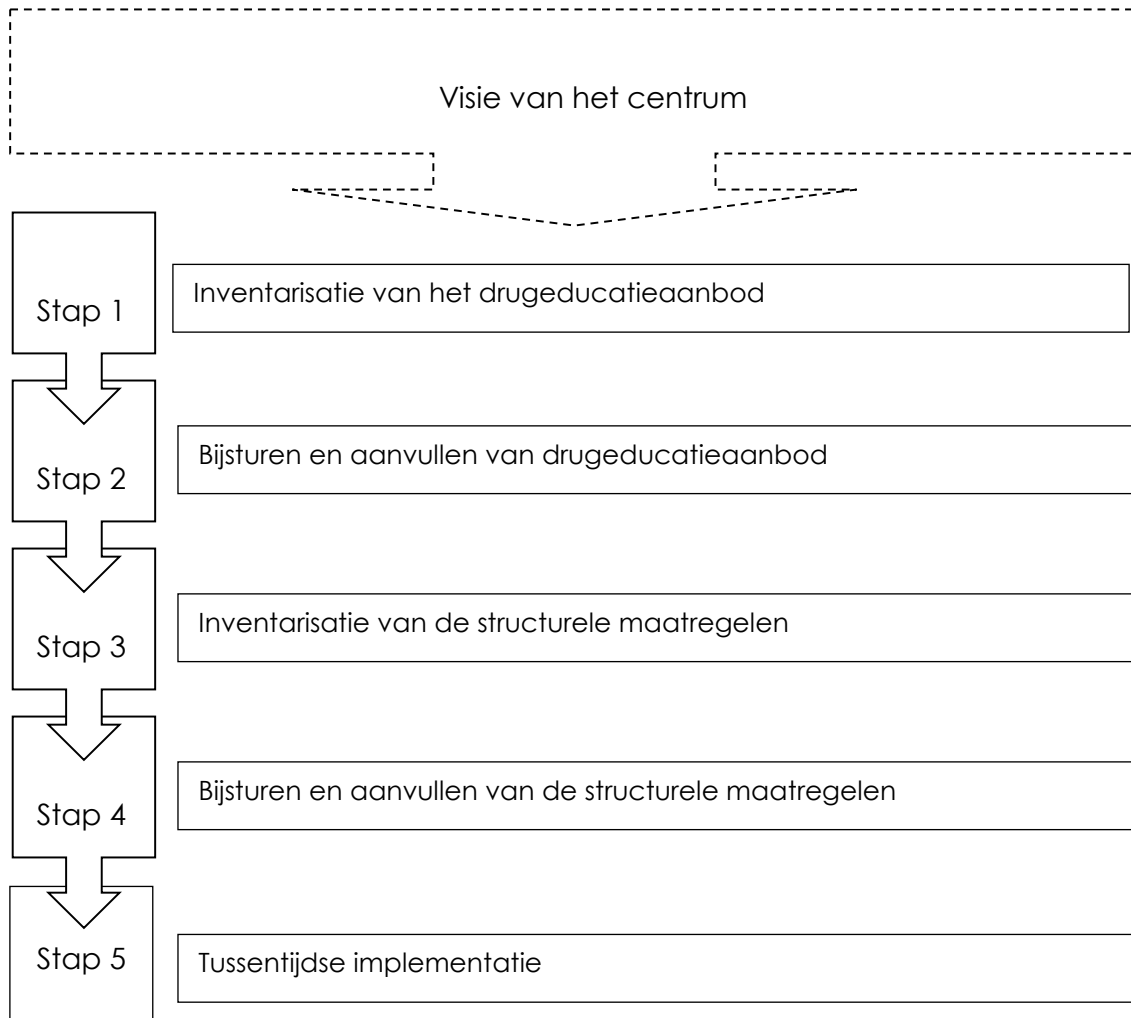 Visie van het centrum
Stap 1
Inventarisatie van het drugeducatieaanbod
Stap 2
Bijsturen en aanvullen van drugeducatieaanbod
Stap 3
Inventarisatie van de structurele maatregelen
Stap 4
Bijsturen en aanvullen van de structurele maatregelen
Stap 5
Tussentijdse implementatie